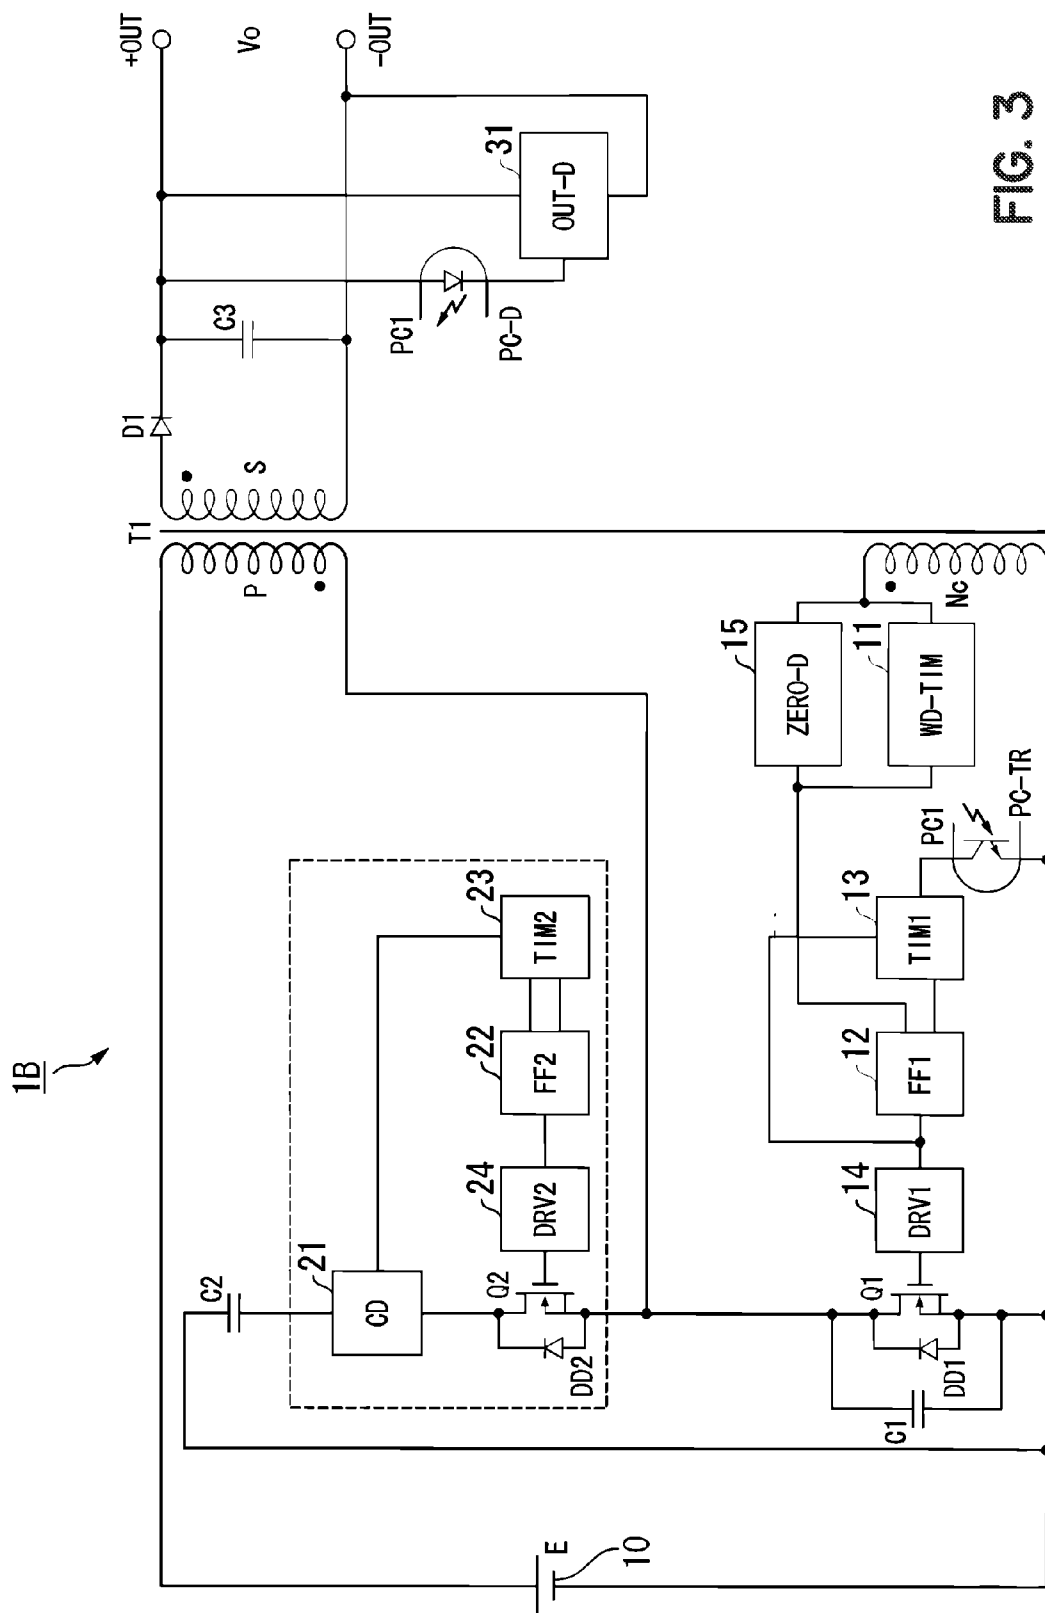 1B
+OUT
Vo
-OUT
D1
C3
31
OUT-D
PC1
PC-D
T1
P
S
C2
21
CD
23
TIM2
22
FF2
24
DRV2
Q2
DD2
15
ZERO-D
11
WD-TIM
Nc
PC1
PC-TR
13
TIM1
12
FF1
14
DRV1
Q1
DD1
C1
E
10
FIG. 3